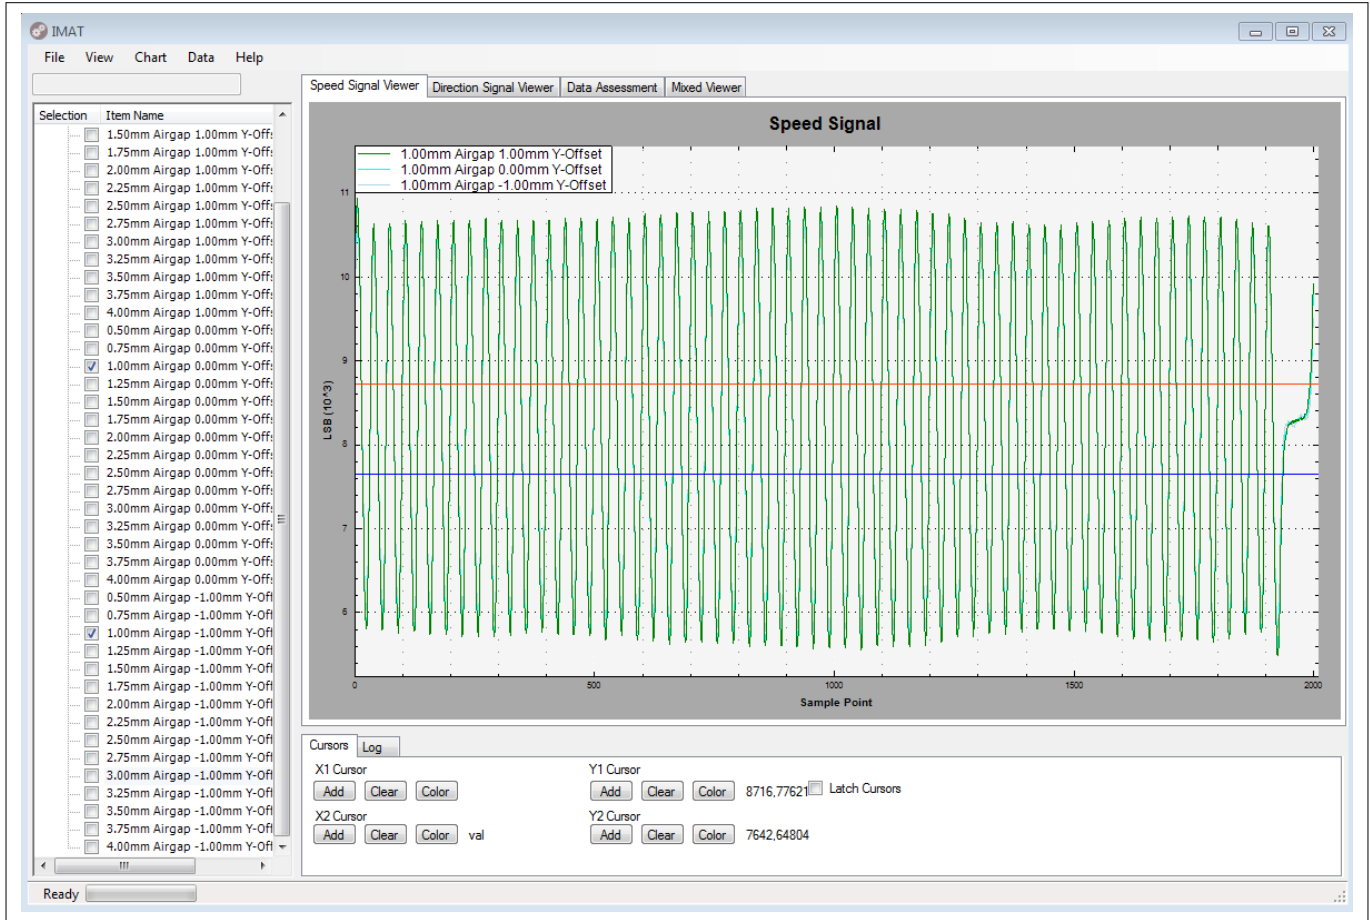 IMAT
File View Chart Data Help
Speed Signal Viewer Direction Signal Viewer Data Assessment Mixed Viewer
Selection Item Name
1.50mm Airgap 1.00mm Y-Offs
1.75mm Airgap 1.00mm Y-Offs
2.00mm Airgap 1.00mm Y-Offs
2.25mm Airgap 1.00mm Y-Offs
2.50mm Airgap 1.00mm Y-Offs
2.75mm Airgap 1.00mm Y-Offs
3.00mm Airgap 1.00mm Y-Offs
3.25mm Airgap 1.00mm Y-Offs
3.50mm Airgap 1.00mm Y-Offs
3.75mm Airgap 1.00mm Y-Offs
4.00mm Airgap 1.00mm Y-Offs
0.50mm Airgap 0.00mm Y-Offs
0.75mm Airgap 0.00mm Y-Offs
1.00mm Airgap 0.00mm Y-Offs
1.25mm Airgap 0.00mm Y-Offs
1.50mm Airgap 0.00mm Y-Offs
1.75mm Airgap 0.00mm Y-Offs
2.00mm Airgap 0.00mm Y-Offs
2.25mm Airgap 0.00mm Y-Offs
2.50mm Airgap 0.00mm Y-Offs
2.75mm Airgap 0.00mm Y-Offs
3.00mm Airgap 0.00mm Y-Offs
3.25mm Airgap 0.00mm Y-Offs
3.50mm Airgap 0.00mm Y-Offs
3.75mm Airgap 0.00mm Y-Offs
4.00mm Airgap 0.00mm Y-Offs
0.50mm Airgap -1.00mm Y-Off
0.75mm Airgap -1.00mm Y-Off
1.00mm Airgap -1.00mm Y-Off
1.25mm Airgap -1.00mm Y-Off
1.50mm Airgap -1.00mm Y-Off
1.75mm Airgap -1.00mm Y-Off
2.00mm Airgap -1.00mm Y-Off
2.25mm Airgap -1.00mm Y-Off
2.50mm Airgap -1.00mm Y-Off
2.75mm Airgap -1.00mm Y-Off
3.00mm Airgap -1.00mm Y-Off
3.25mm Airgap -1.00mm Y-Off
3.50mm Airgap -1.00mm Y-Off
3.75mm Airgap -1.00mm Y-Off
4.00mm Airgap -1.00mm Y-Off
Speed Signal
1.00mm Airgap 1.00mm Y-Offset
1.00mm Airgap 0.00mm Y-Offset
1.00mm Airgap -1.00mm Y-Offset
11
10
9
8
7
6
LSB (10^3)
0 500 1000 1500 2000
Sample Point
Cursors Log
X1 Cursor Y1 Cursor
Add Clear Color Add Clear Color 8716,77621 Latch Cursors
X2 Cursor Y2 Cursor
Add Clear Color val Add Clear Color 7642,64804
Ready